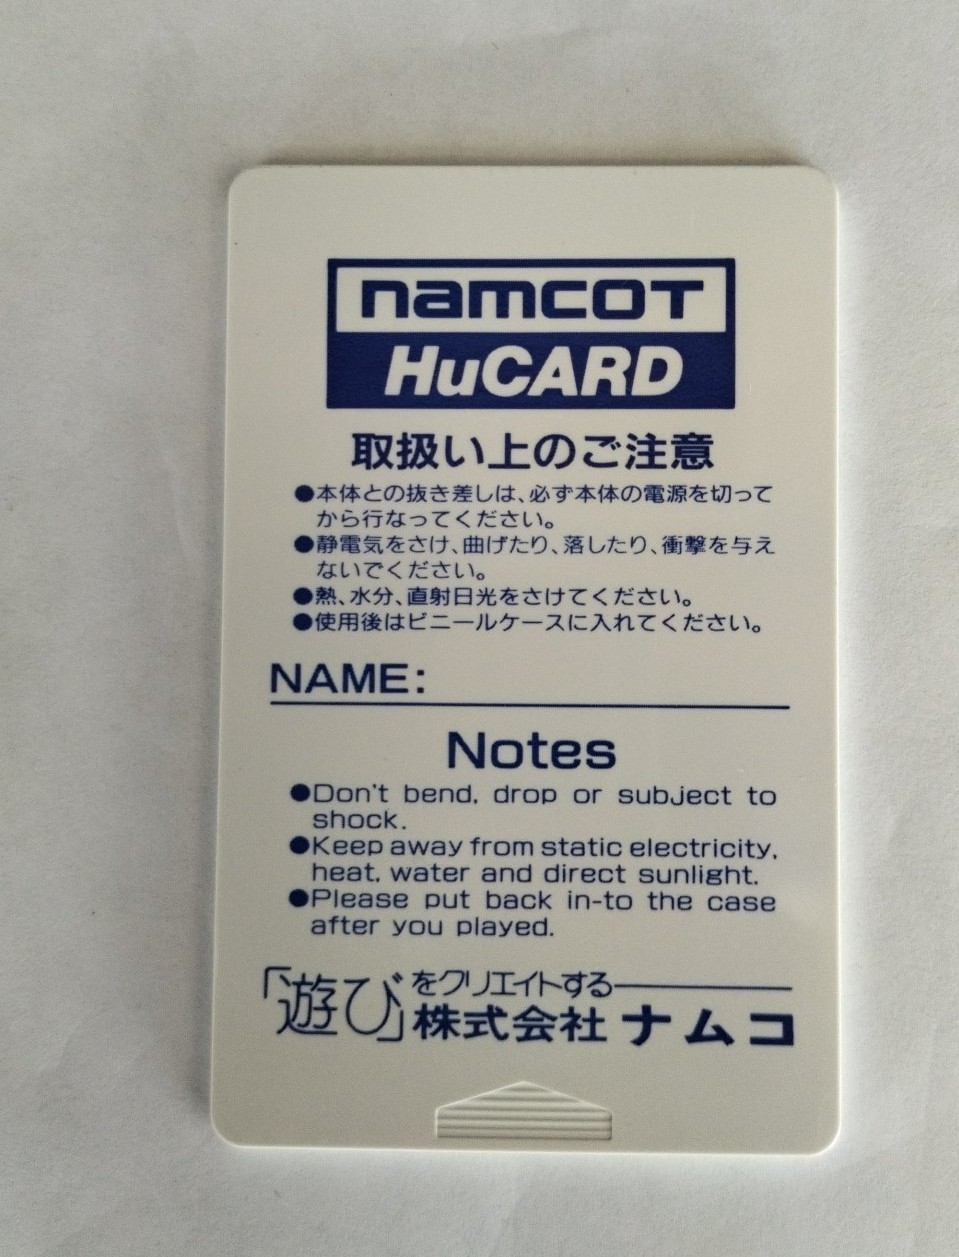 namcoT
HuCARD
取扱い上のご注意
●本体との抜き差しは、必ず本体の電源を切って
から行なってください。
●静電気をさけ、曲げたり、落したり、衝撃を与え
ないでください。
●熱、水分、直射日光をさけてください。
●使用後はビニールケースに入れてください。
NAME:
Notes
●Don't bend, drop or subject to
shock.
●Keep away from static electricity,
heat, water and direct sunlight.
●Please put back in-to the case
after you played.
「遊び」をクリエイトする
株式会社ナムコ